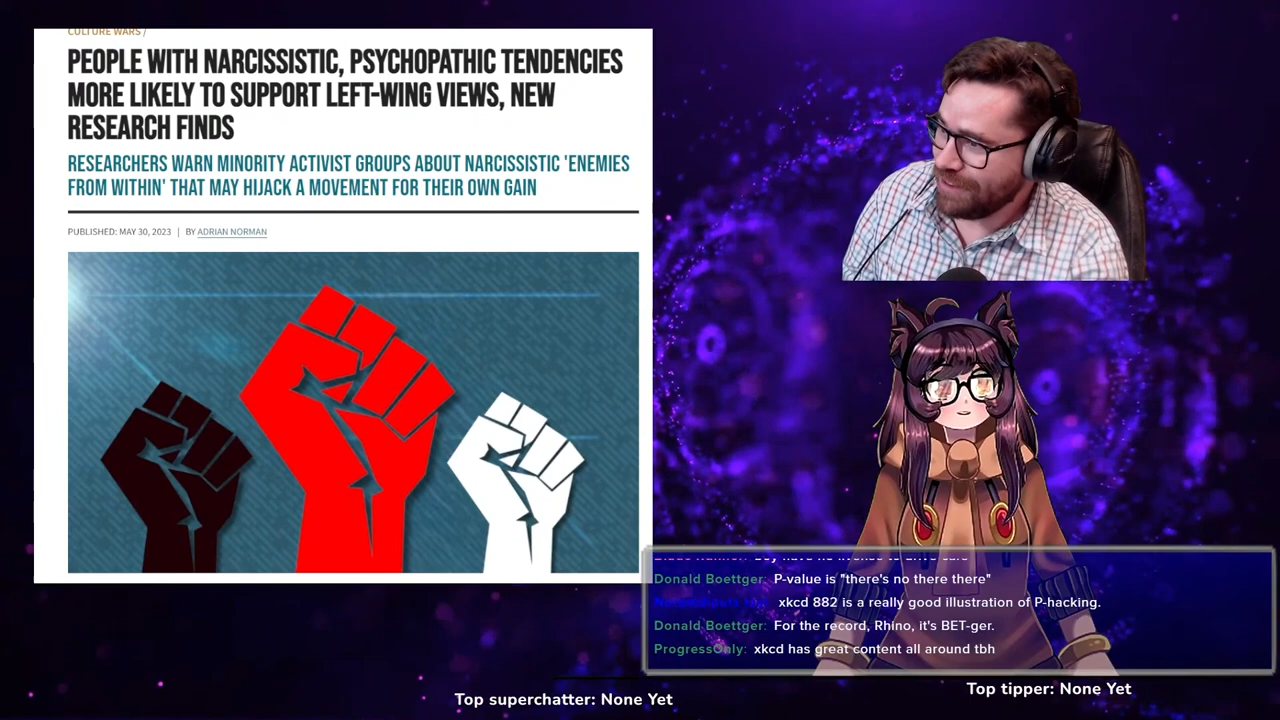 CULTURE WARS /
PEOPLE WITH NARCISSISTIC, PSYCHOPATHIC TENDENCIES
MORE LIKELY TO SUPPORT LEFT-WING VIEWS, NEW
RESEARCH FINDS
RESEARCHERS WARN MINORITY ACTIVIST GROUPS ABOUT NARCISSISTIC 'ENEMIES
FROM WITHIN' THAT MAY HIJACK A MOVEMENT FOR THEIR OWN GAIN
PUBLISHED: MAY 30, 2023 | BY ADRIAN NORMAN
Donald Boettger: P-value is "there's no there there"
xkcd 882 is a really good illustration of P-hacking.
Donald Boettger: For the record, Rhino, it's BET-ger.
ProgressOnly: xkcd has great content all around tbh
Top superchatter: None Yet
Top tipper: None Yet